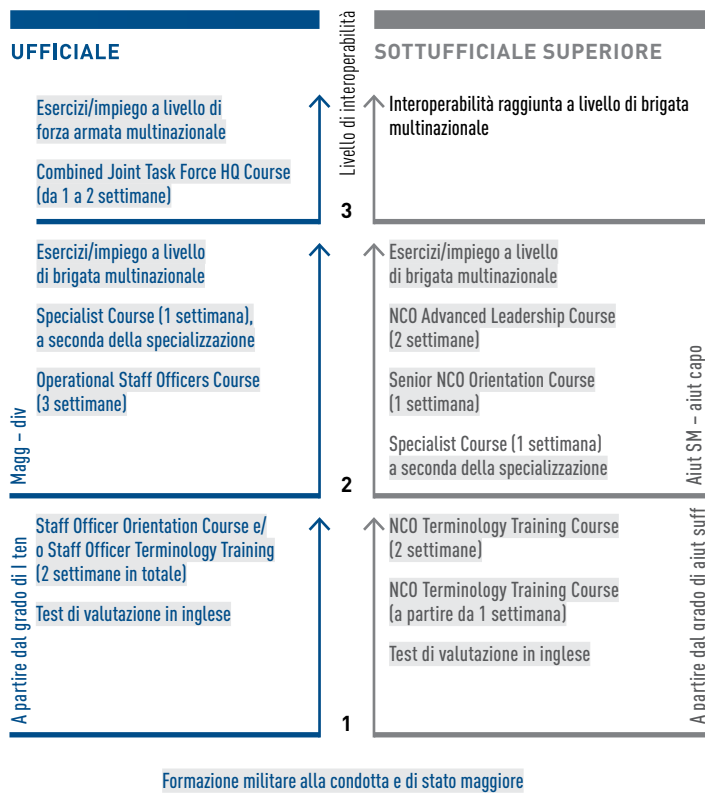 UFFICIALE
Esercizi/impiego a livello di
forza armata multinazionale
Combined Joint Task Force HQ Course
(da 1 a 2 settimane)
Esercizi/impiego a livello
di brigata multinazionale
Specialist Course (1 settimana),
a seconda della specializzazione
Operational Staff Officers Course
(3 settimane)
Magg – div
Staff Officer Orientation Course e/
o Staff Officer Terminology Training
(2 settimane in totale)
Test di valutazione in inglese
A partire dal grado di I ten
Livello di interoperabilità
3
2
1
SOTTUFFICIALE SUPERIORE
Interoperabilità raggiunta a livello di brigata
multinazionale
Esercizi/impiego a livello
di brigata multinazionale
NCO Advanced Leadership Course
(2 settimane)
Senior NCO Orientation Course
(1 settimana)
Specialist Course (1 settimana)
a seconda della specializzazione
Aiut SM – aiut capo
NCO Terminology Training Course
(2 settimane)
NCO Terminology Training Course
(a partire da 1 settimana)
Test di valutazione in inglese
A partire dal grado di aiut suff
Formazione militare alla condotta e di stato maggiore